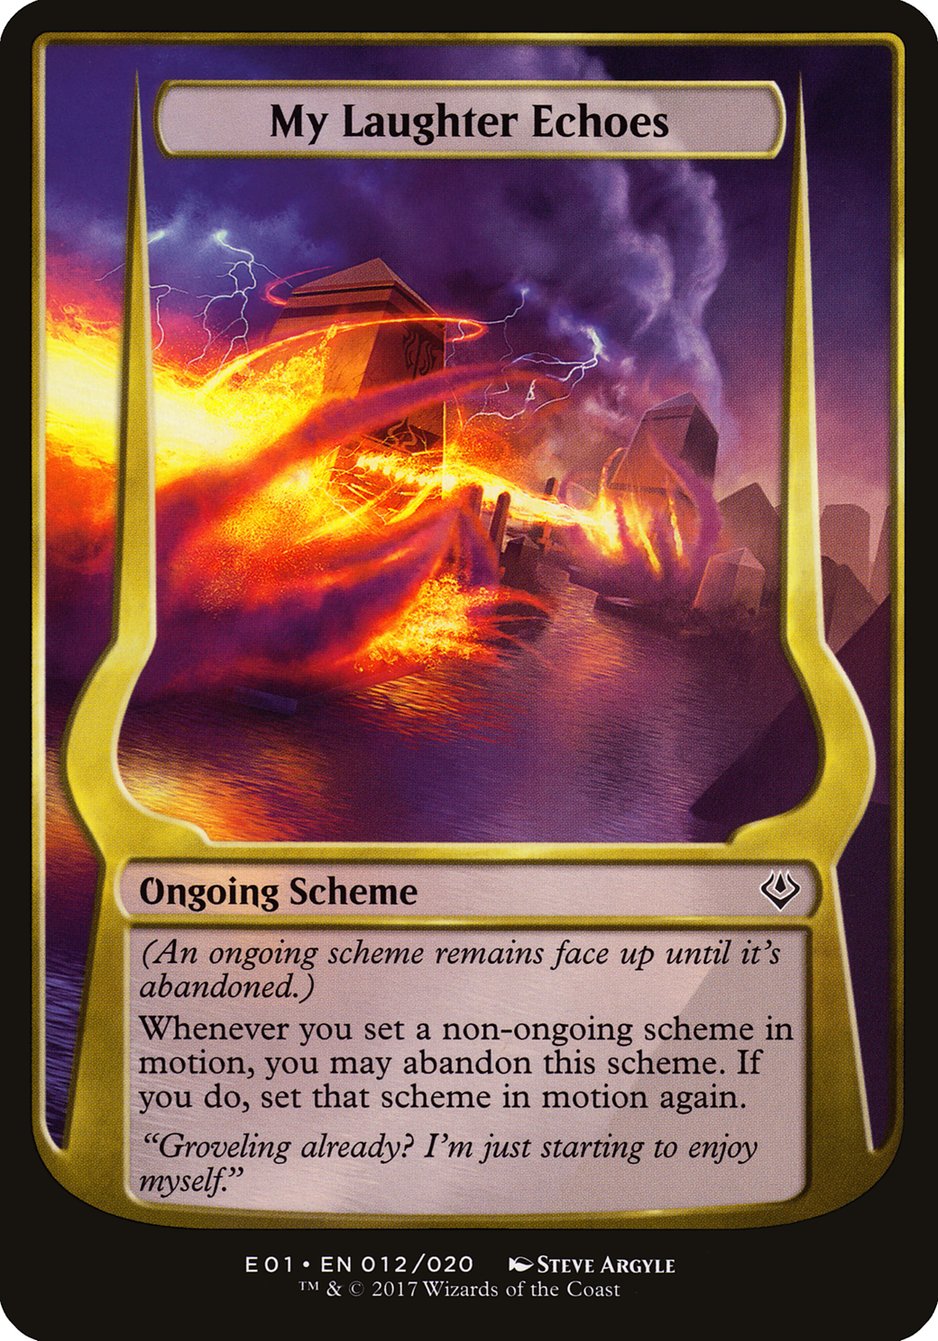 My Laughter Echoes
Ongoing Scheme
(An ongoing scheme remains face up until it's
abandoned.)
Whenever you set a non-ongoing scheme in
motion, you may abandon this scheme. If
you do, set that scheme in motion again.
“Groveling already? I'm just starting to enjoy
myself.”
E01 • EN 012/020 Steve Argyle
™ & © 2017 Wizards of the Coast